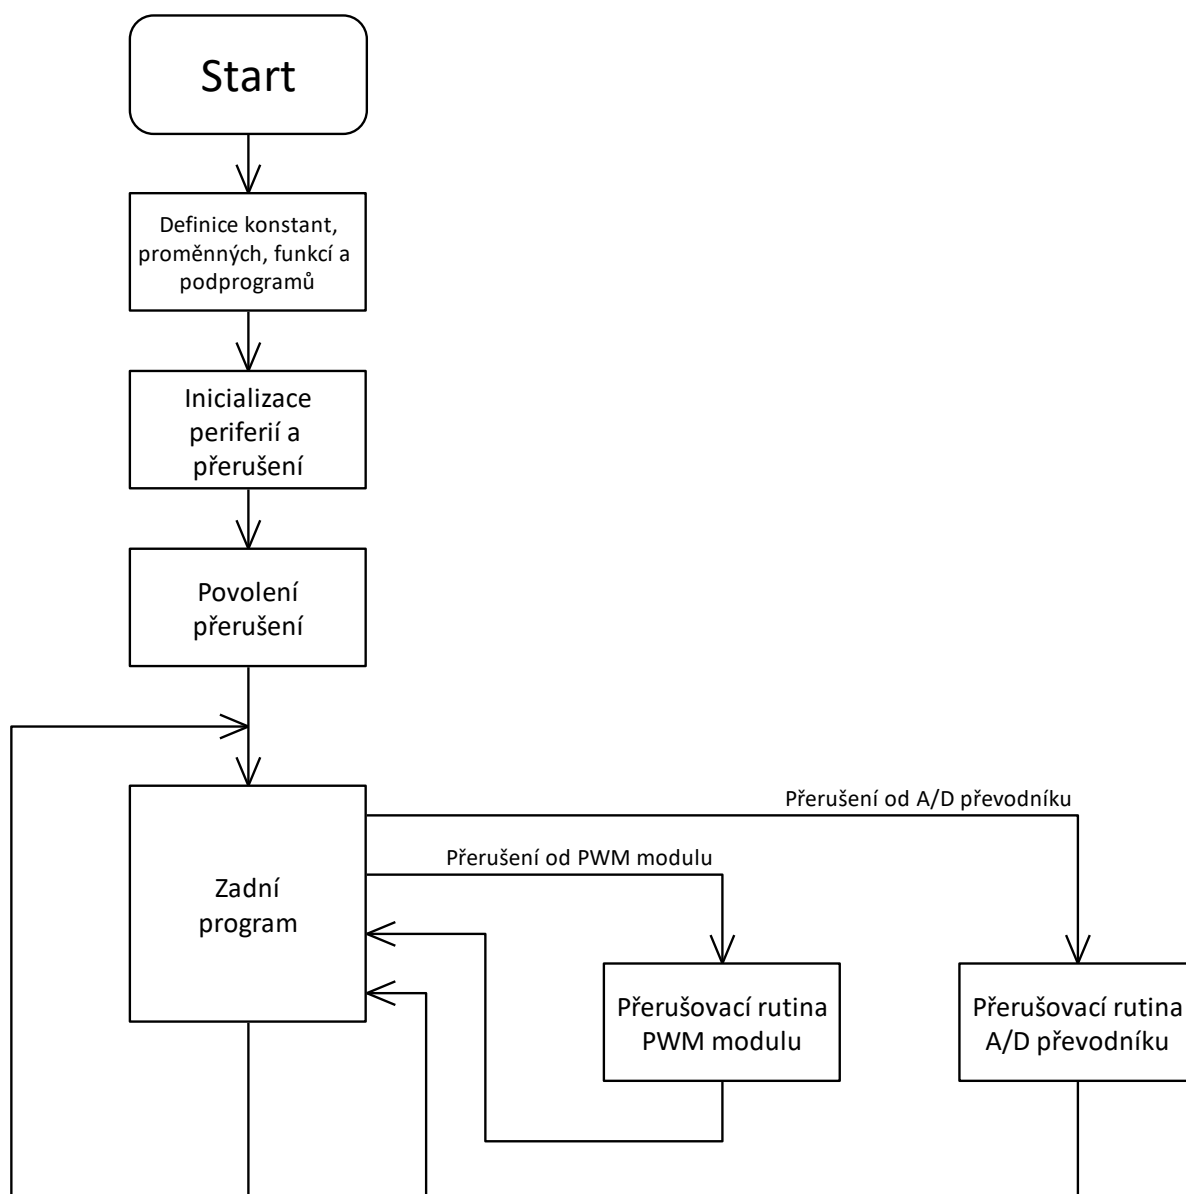 Start
Definice konstant,
proměnných, funkcí a
podprogramů
Inicializace
periferií a
přerušení
Povolení
přerušení
Přerušení od A/D převodníku
Přerušení od PWM modulu
Zadní
program
Přerušovací rutina
PWM modulu
Přerušovací rutina
A/D převodníku